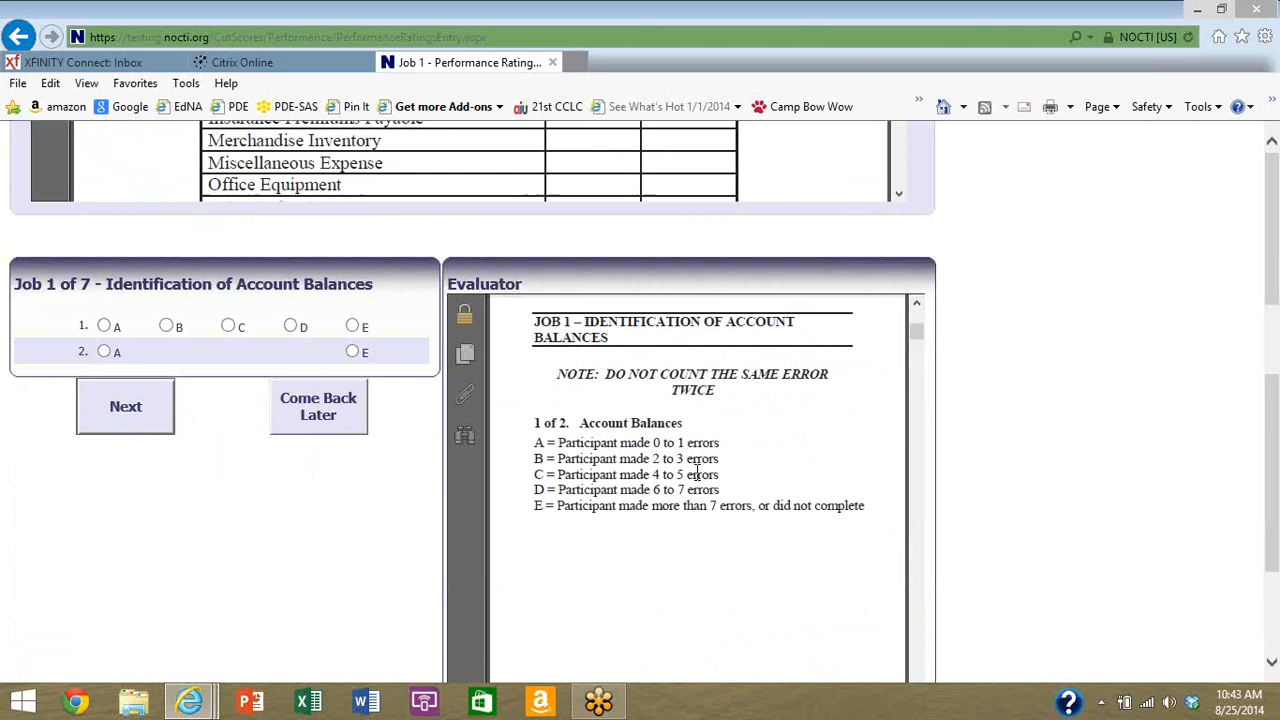 https://testing.nocti.org/CutScores/Performance/PerformanceRatingsEntry.aspx
NOCTI [US]
XFINITY Connect: Inbox
Citrix Online
Job 1 - Performance Rating...
File Edit View Favorites Tools Help
amazon Google EdNA PDE PDE-SAS Pin It Get more Add-ons 21st CCLC See What's Hot 1/1/2014 Camp Bow Wow » Page Safety Tools »
Insurance Premiums Payable
Merchandise Inventory
Miscellaneous Expense
Office Equipment
Job 1 of 7 - Identification of Account Balances
1. A B C D E
2. A E
Next
Come Back
Later
Evaluator
JOB 1 – IDENTIFICATION OF ACCOUNT
BALANCES
NOTE: DO NOT COUNT THE SAME ERROR
TWICE
1 of 2. Account Balances
A = Participant made 0 to 1 errors
B = Participant made 2 to 3 errors
C = Participant made 4 to 5 errors
D = Participant made 6 to 7 errors
E = Participant made more than 7 errors, or did not complete
10:43 AM
8/25/2014